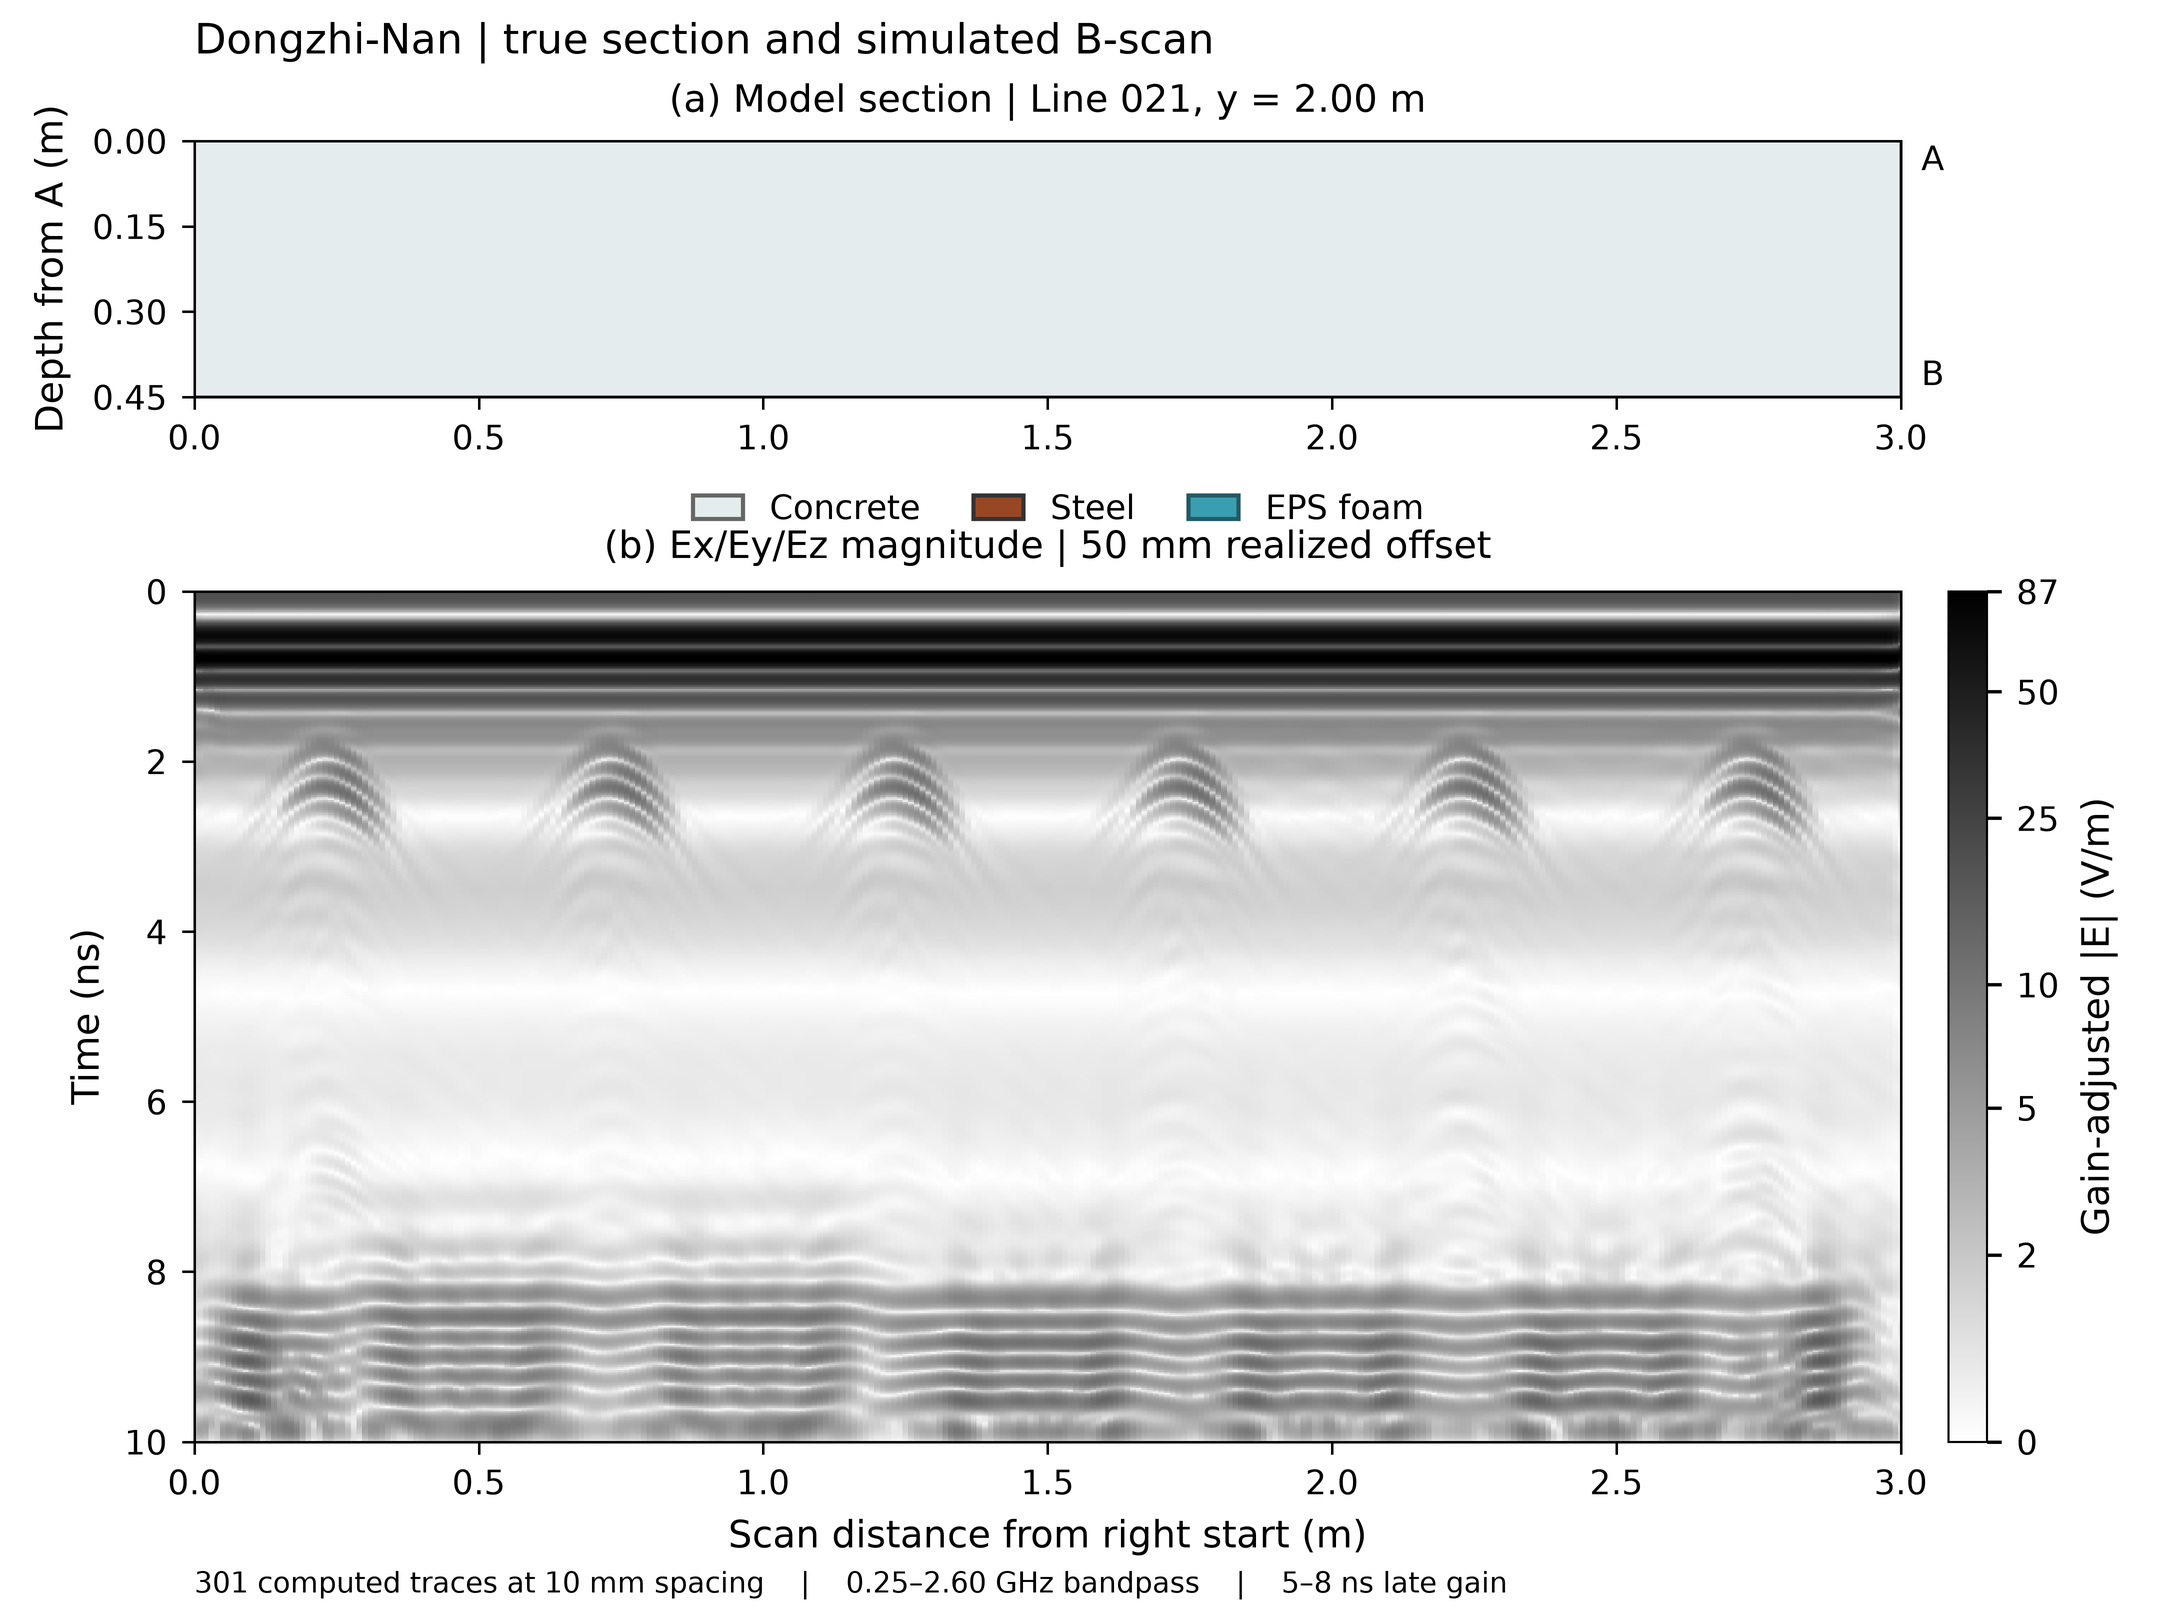 Dongzhi-Nan | true section and simulated B-scan
(a) Model section | Line 021, y = 2.00 m
Depth from A (m)
0.00
0.15
0.30
0.45
A
B
0.0 0.5 1.0 1.5 2.0 2.5 3.0
Concrete Steel EPS foam
(b) Ex/Ey/Ez magnitude | 50 mm realized offset
Time (ns)
0
2
4
6
8
10
0.0 0.5 1.0 1.5 2.0 2.5 3.0
Scan distance from right start (m)
87
50
25
10
5
2
0
Gain-adjusted |E| (V/m)
301 computed traces at 10 mm spacing | 0.25–2.60 GHz bandpass | 5–8 ns late gain